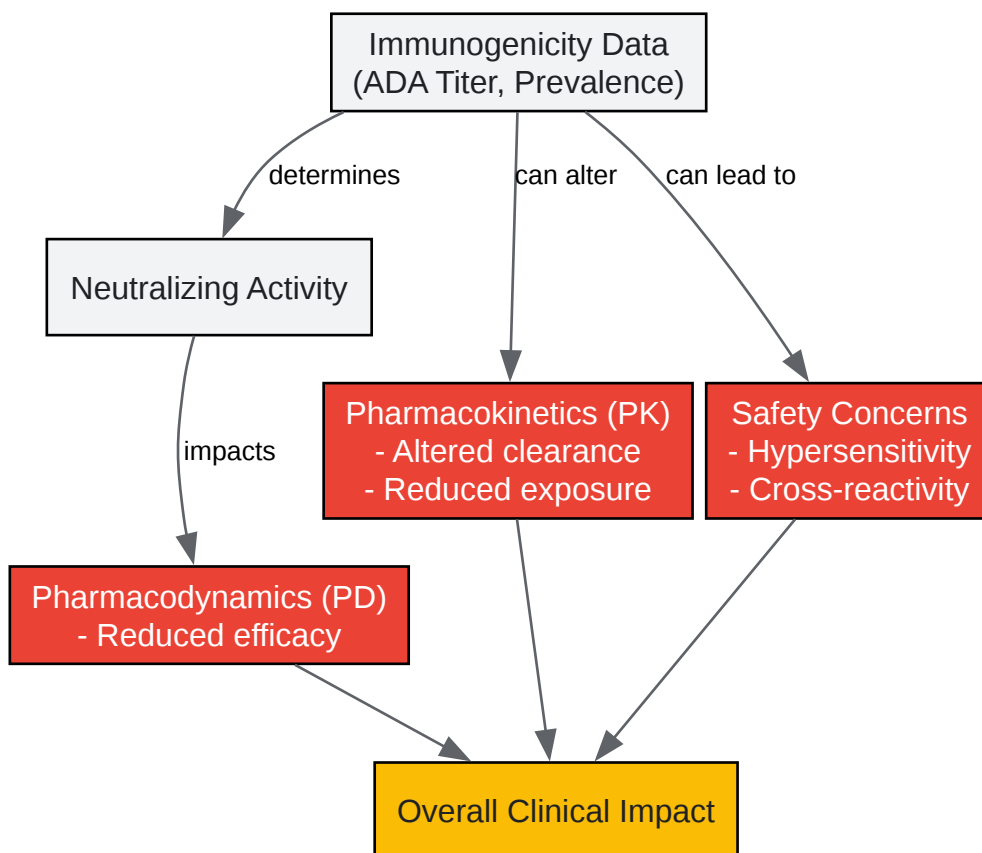 Immunogenicity Data
(ADA Titer, Prevalence)
determines
can alter
can lead to
Neutralizing Activity
Pharmacokinetics (PK)
- Altered clearance
- Reduced exposure
Safety Concerns
- Hypersensitivity
- Cross-reactivity
impacts
Pharmacodynamics (PD)
- Reduced efficacy
Overall Clinical Impact